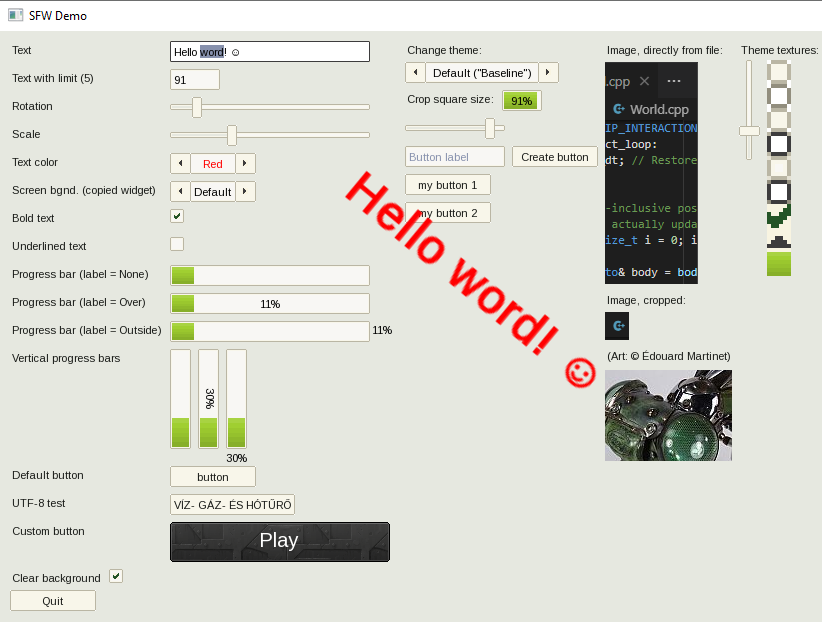 SFW Demo
Text
Hello word! ☺
Text with limit (5)
91
Rotation
Scale
Text color
Red
Screen bgnd. (copied widget)
Default
Bold text
Underlined text
Progress bar (label = None)
Progress bar (label = Over)
11%
Progress bar (label = Outside)
11%
Vertical progress bars
30%
30%
Default button
button
UTF-8 test
VÍZ- GÁZ- ÉS HŐTŰRŐ
Custom button
Play
Clear background
Quit
Change theme:
Default ("Baseline")
Crop square size:
91%
Button label
Create button
my button 1
my button 2
Hello word! ☺
Image, directly from file:
.cpp × ···
World.cpp
IP_INTERACTION
ct_loop:
dt; // Restore
-inclusive pos
actually upda
ize_t i = 0; i
to& body = bod
Image, cropped:
(Art: © Édouard Martinet)
Theme textures: